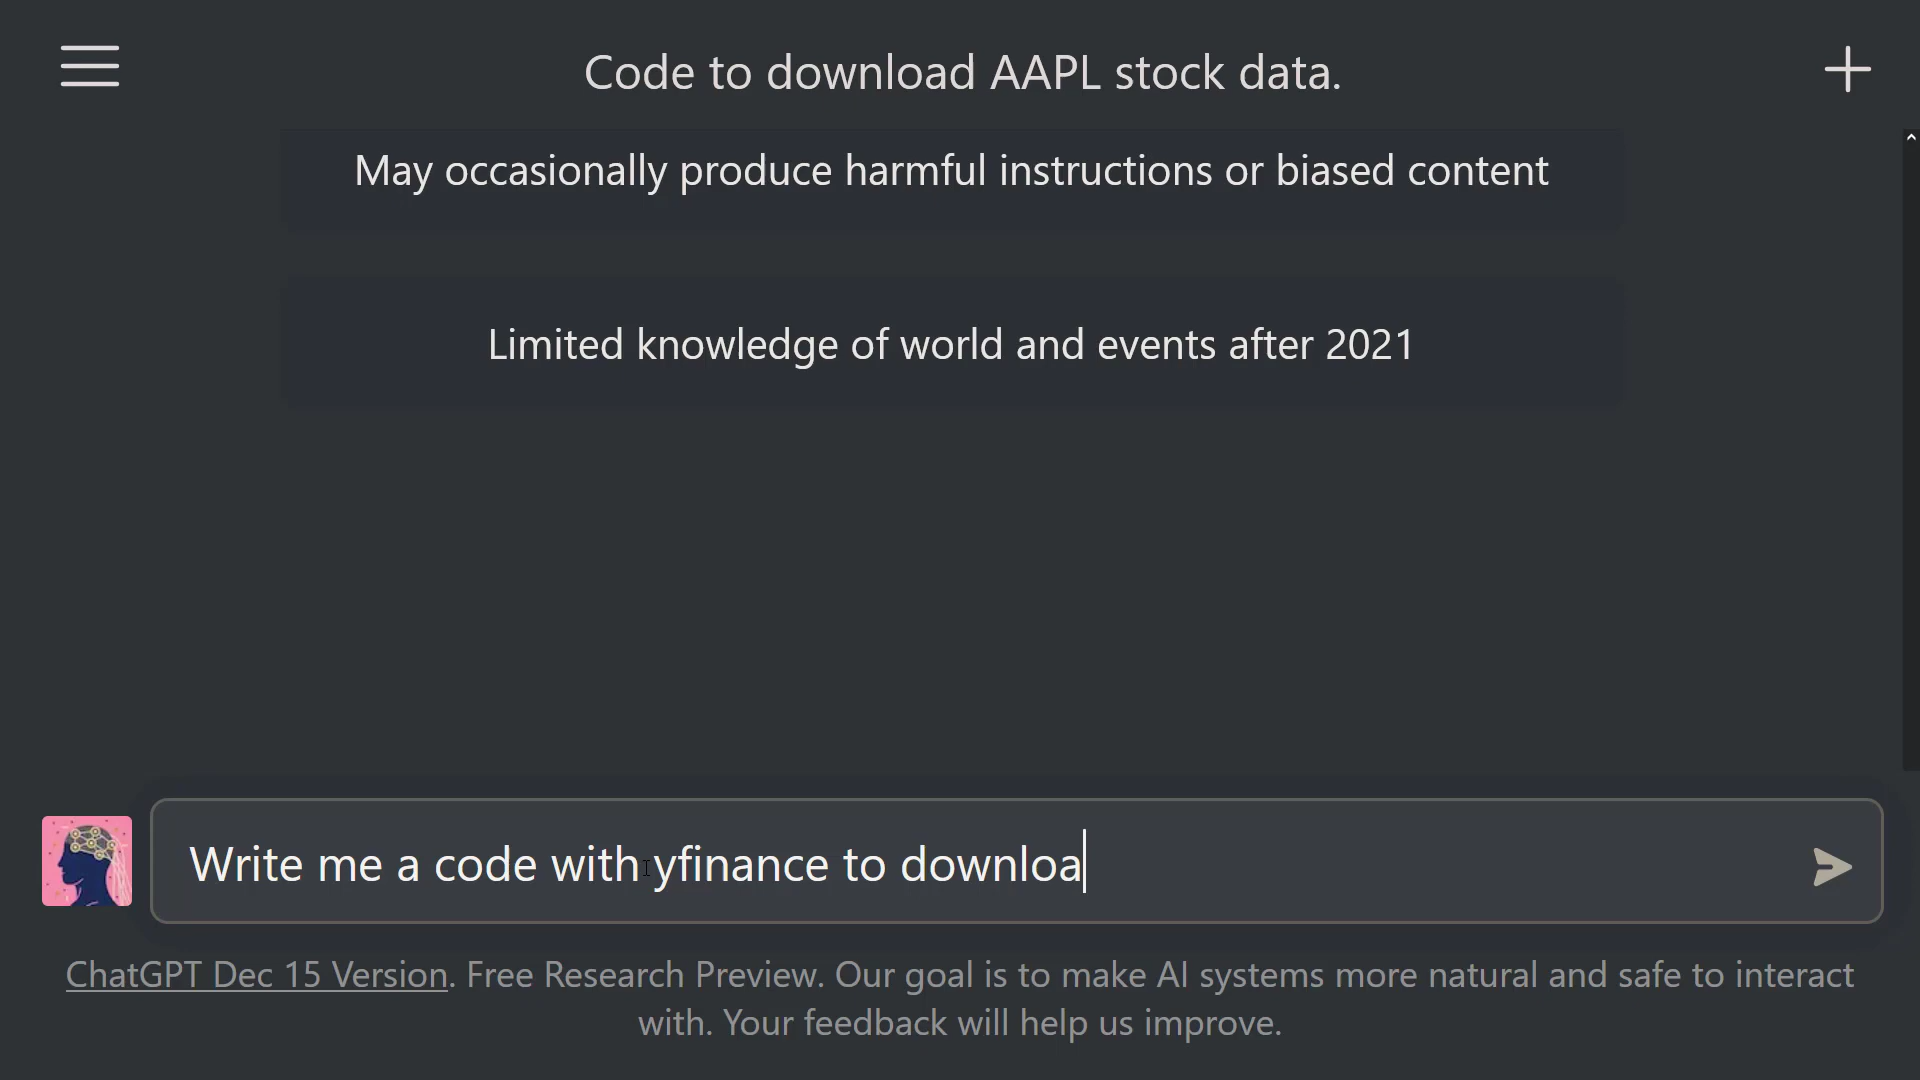 Code to download AAPL stock data.
May occasionally produce harmful instructions or biased content
Limited knowledge of world and events after 2021
Write me a code with yfinance to downloa
ChatGPT Dec 15 Version. Free Research Preview. Our goal is to make AI systems more natural and safe to interact
with. Your feedback will help us improve.